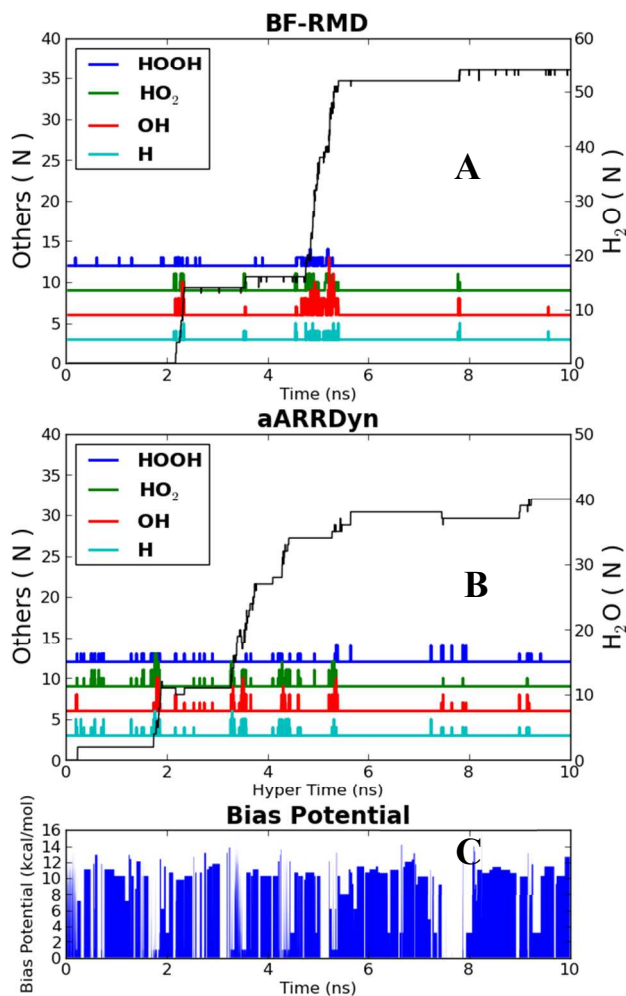 BF-RMD
40
35
30
25
20
15
10
5
0
Others ( N )
HOOH
HO₂
OH
H
A
60
50
40
30
20
10
0
H₂O ( N )
0 2 4 6 8 10
Time (ns)
aARRDyn
40
35
30
25
20
15
10
5
0
Others ( N )
HOOH
HO₂
OH
H
B
50
40
30
20
10
0
H₂O ( N )
0 2 4 6 8 10
Hyper Time (ns)
Bias Potential
16
14
12
10
8
6
4
2
0
Bias Potential (kcal/mol)
C
0 2 4 6 8 10
Time (ns)